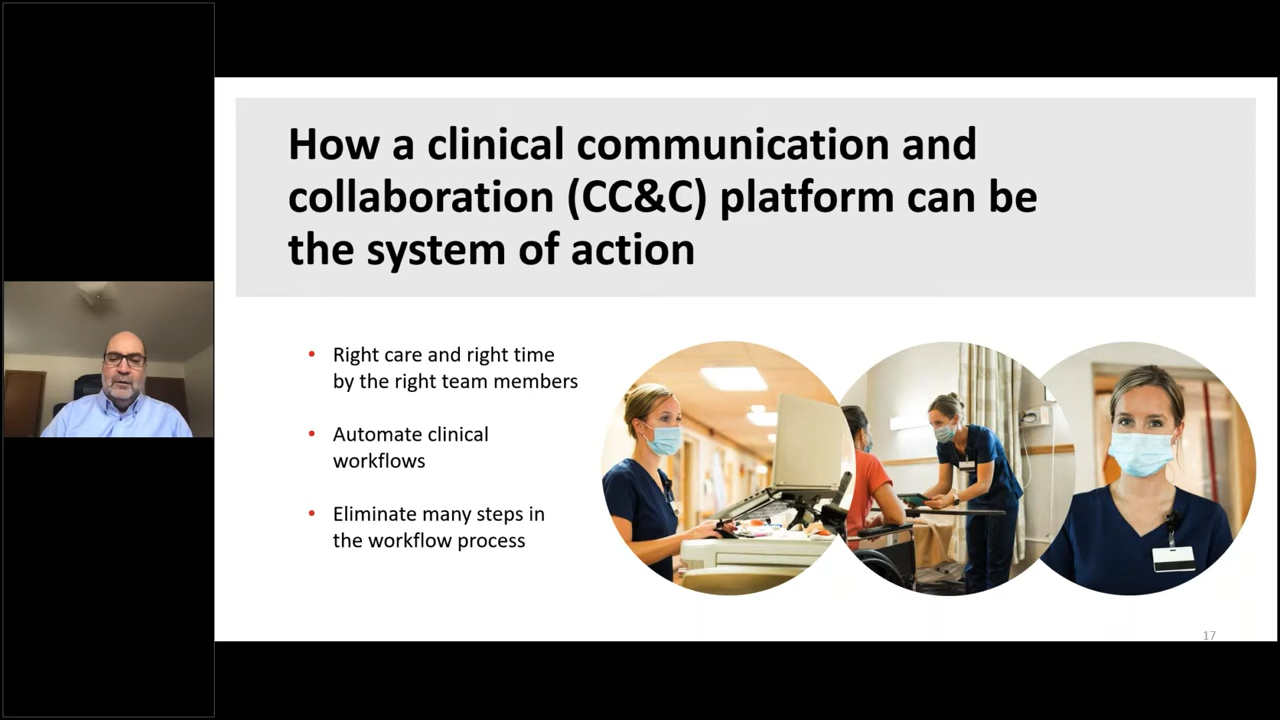 How a clinical communication and
collaboration (CC&C) platform can be
the system of action
• Right care and right time
by the right team members
• Automate clinical
workflows
• Eliminate many steps in
the workflow process
17